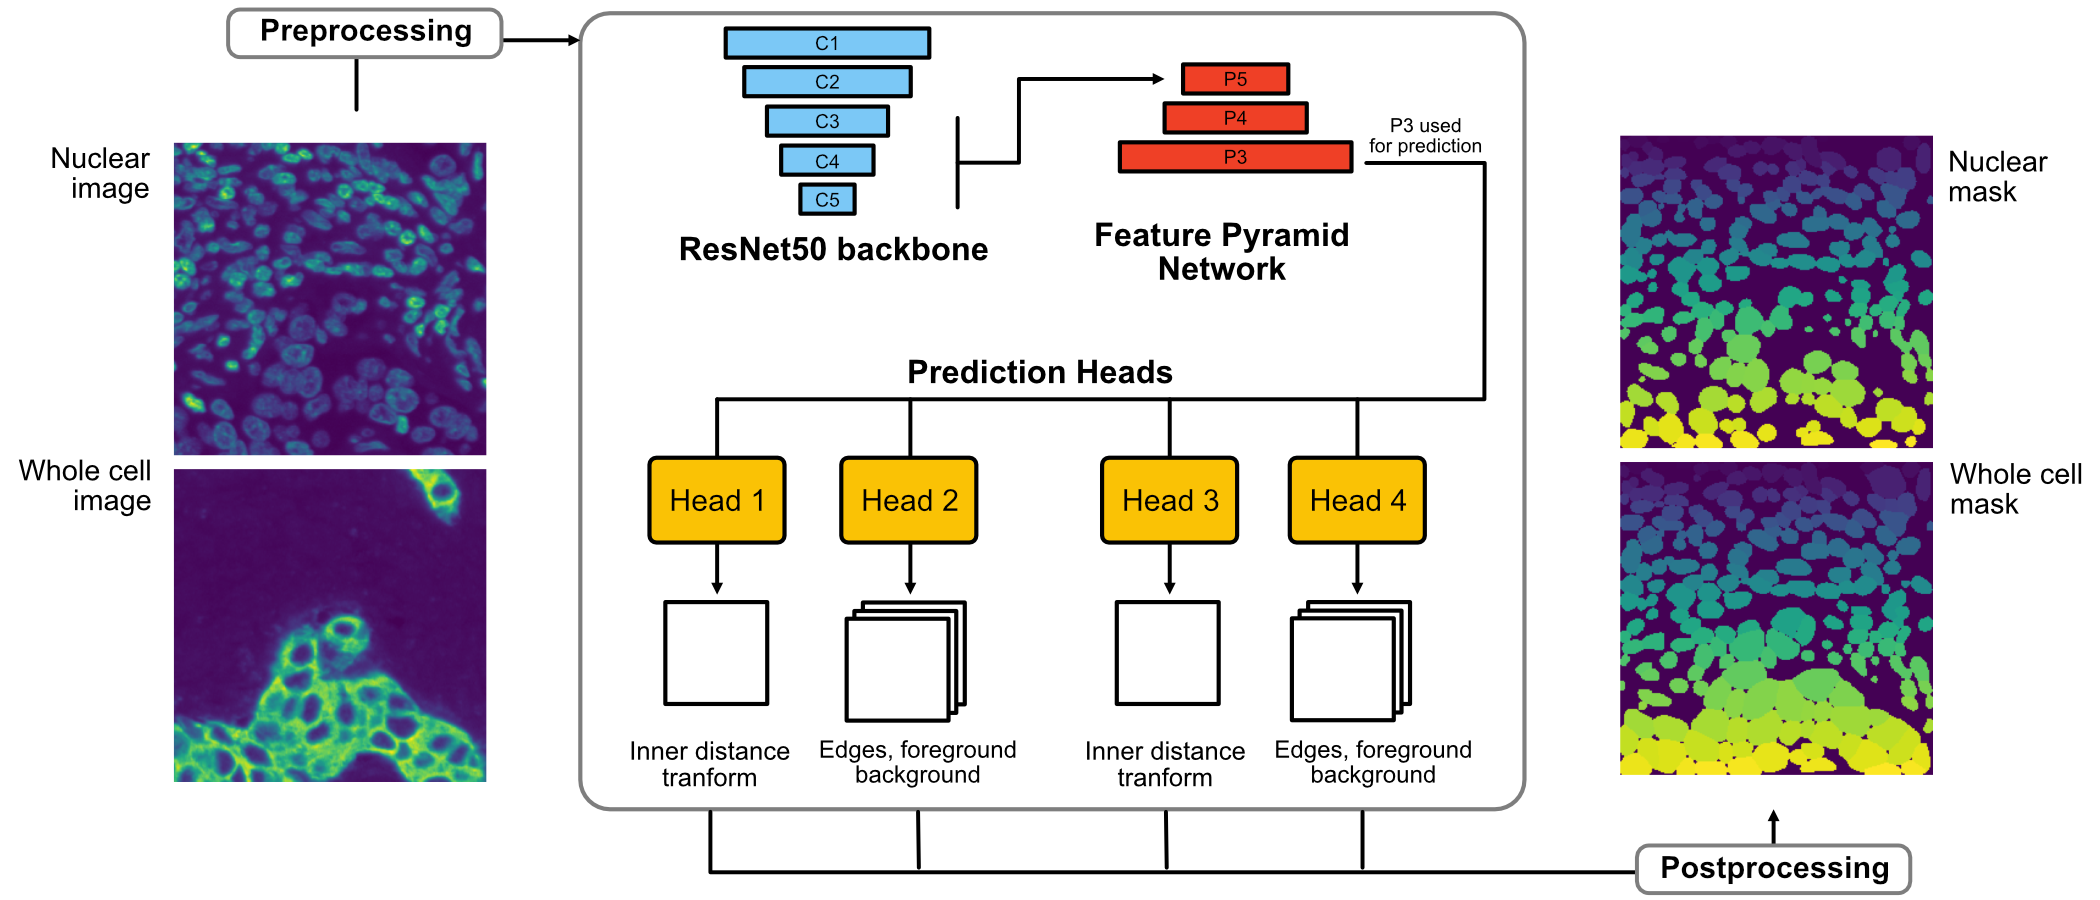 Preprocessing
Nuclear
image
Whole cell
image
C1
C2
C3
C4
C5
ResNet50 backbone
P5
P4
P3
Feature Pyramid
Network
P3 used
for prediction
Prediction Heads
Head 1
Head 2
Head 3
Head 4
Inner distance
tranform
Edges, foreground
background
Inner distance
tranform
Edges, foreground
background
Nuclear
mask
Whole cell
mask
Postprocessing